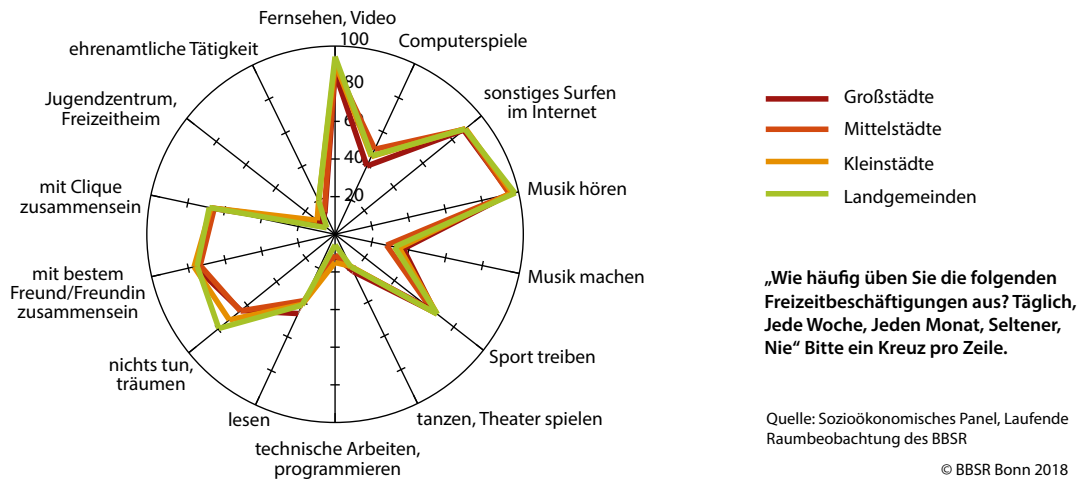 Fernsehen, Video
100
80
60
40
20
Computerspiele
sonstiges Surfen
im Internet
Musik hören
Musik machen
Sport treiben
tanzen, Theater spielen
technische Arbeiten,
programmieren
lesen
nichts tun,
träumen
mit bestem
Freund/Freundin
zusammensein
mit Clique
zusammensein
Jugendzentrum,
Freizeitheim
ehrenamtliche Tätigkeit
Großstädte
Mittelstädte
Kleinstädte
Landgemeinden
„Wie häufig üben Sie die folgenden
Freizeitbeschäftigungen aus? Täglich,
Jede Woche, Jeden Monat, Seltener,
Nie“ Bitte ein Kreuz pro Zeile.
Quelle: Sozioökonomisches Panel, Laufende
Raumbeobachtung des BBSR
© BBSR Bonn 2018